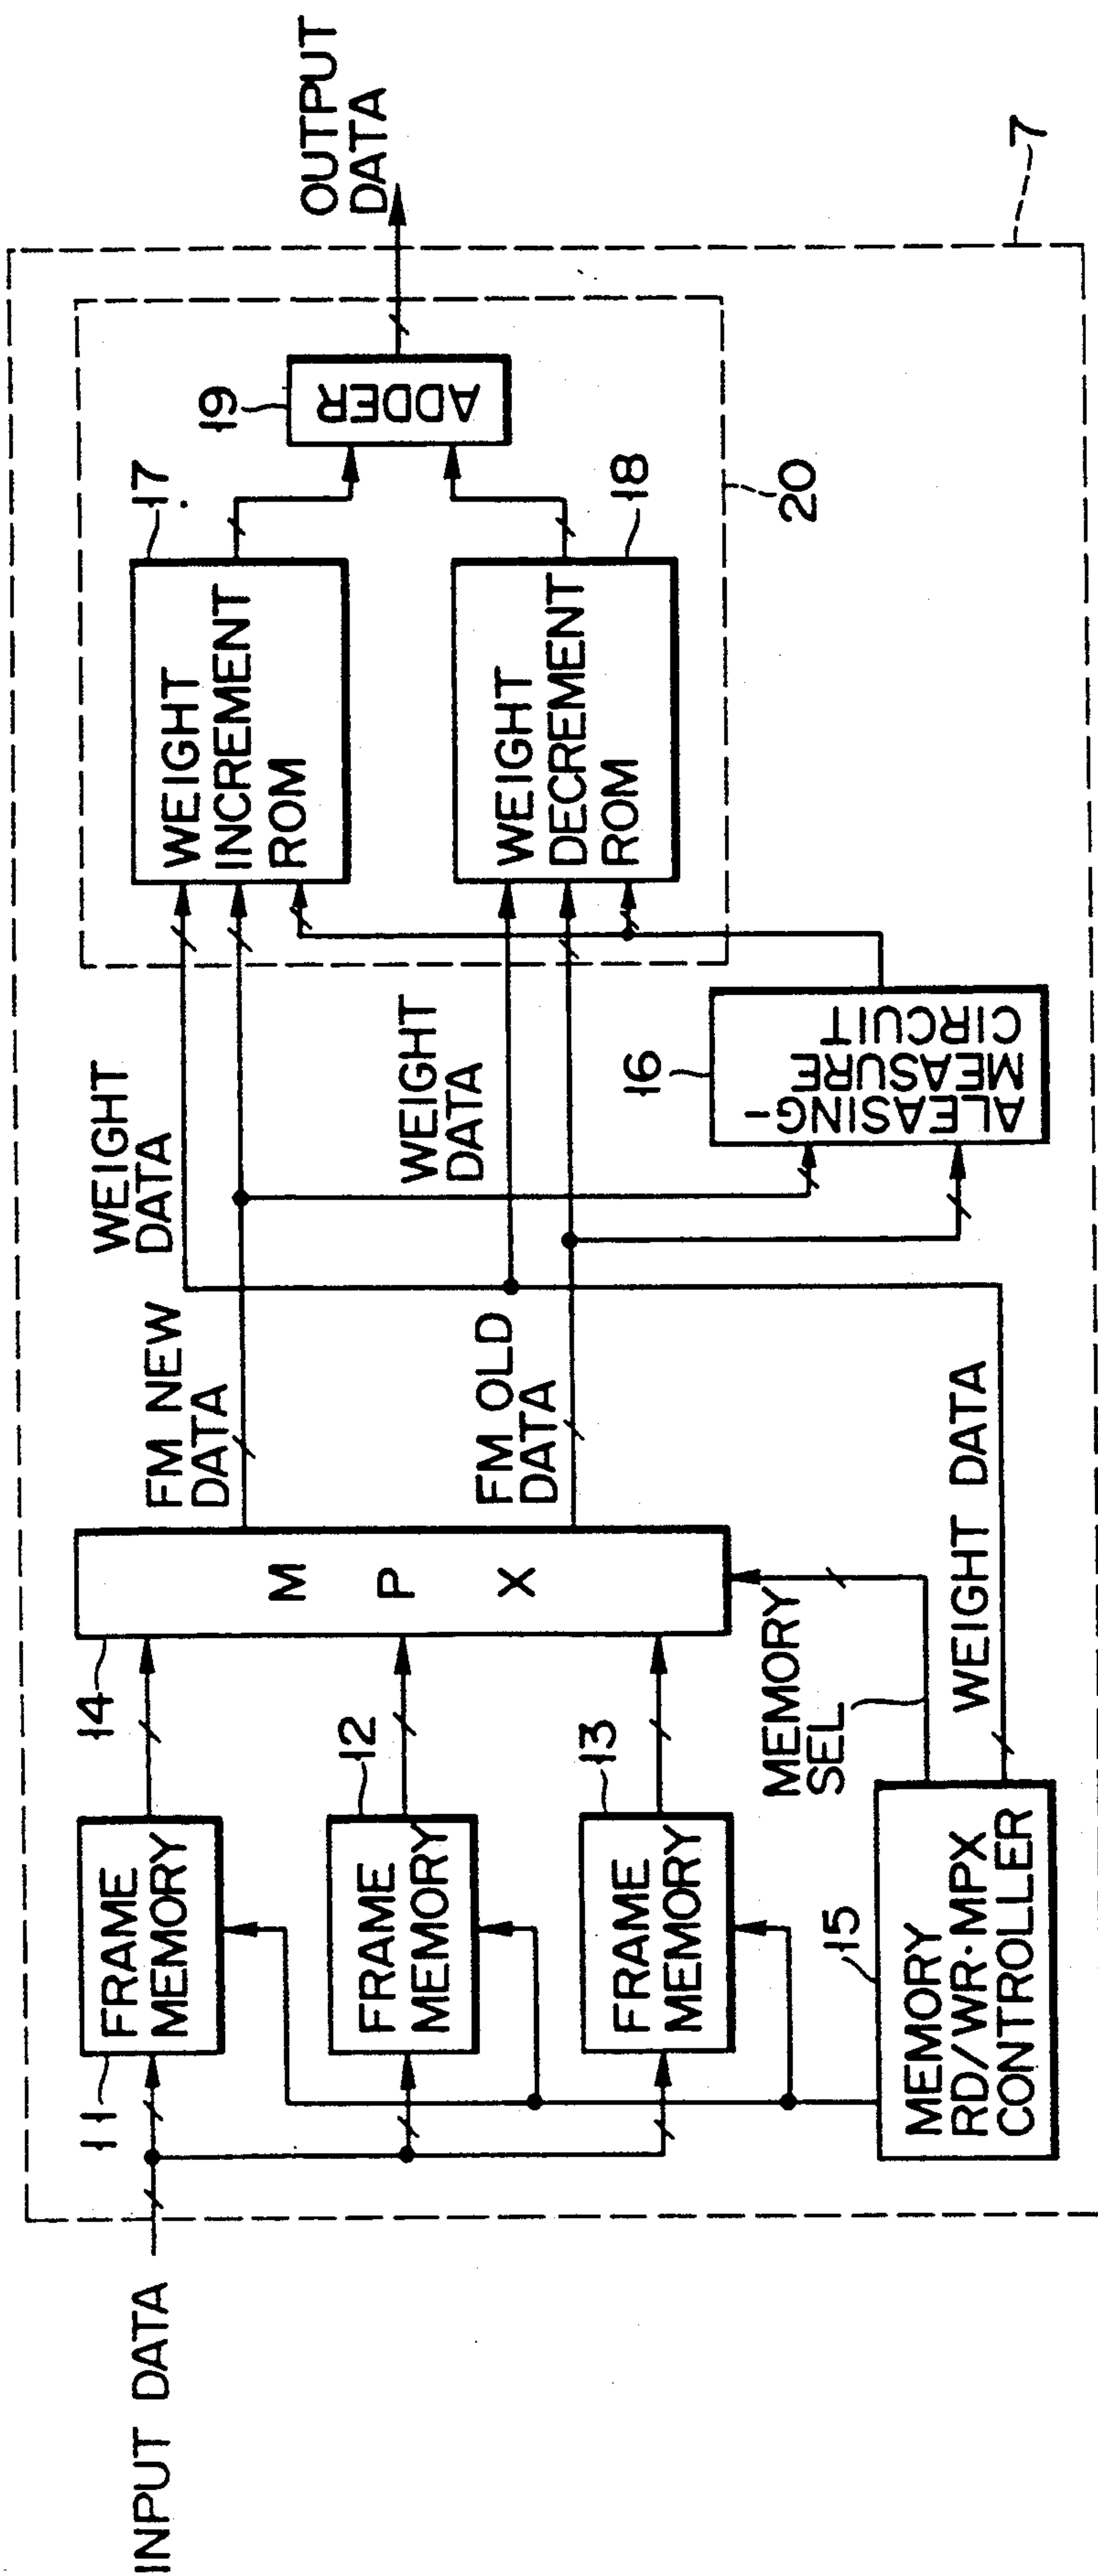 INPUT DATA
11
FRAME
MEMORY
12
FRAME
MEMORY
13
FRAME
MEMORY
15
MEMORY
RD/WR·MPX
CONTROLLER
14
M P X
MEMORY
SEL
WEIGHT DATA
FM NEW
DATA
FM OLD
DATA
WEIGHT
DATA
WEIGHT
DATA
16
ALEASING-
MEASURE
CIRCUIT
17
WEIGHT
INCREMENT
ROM
18
WEIGHT
DECREMENT
ROM
19
ADDER
20
OUTPUT
DATA
7